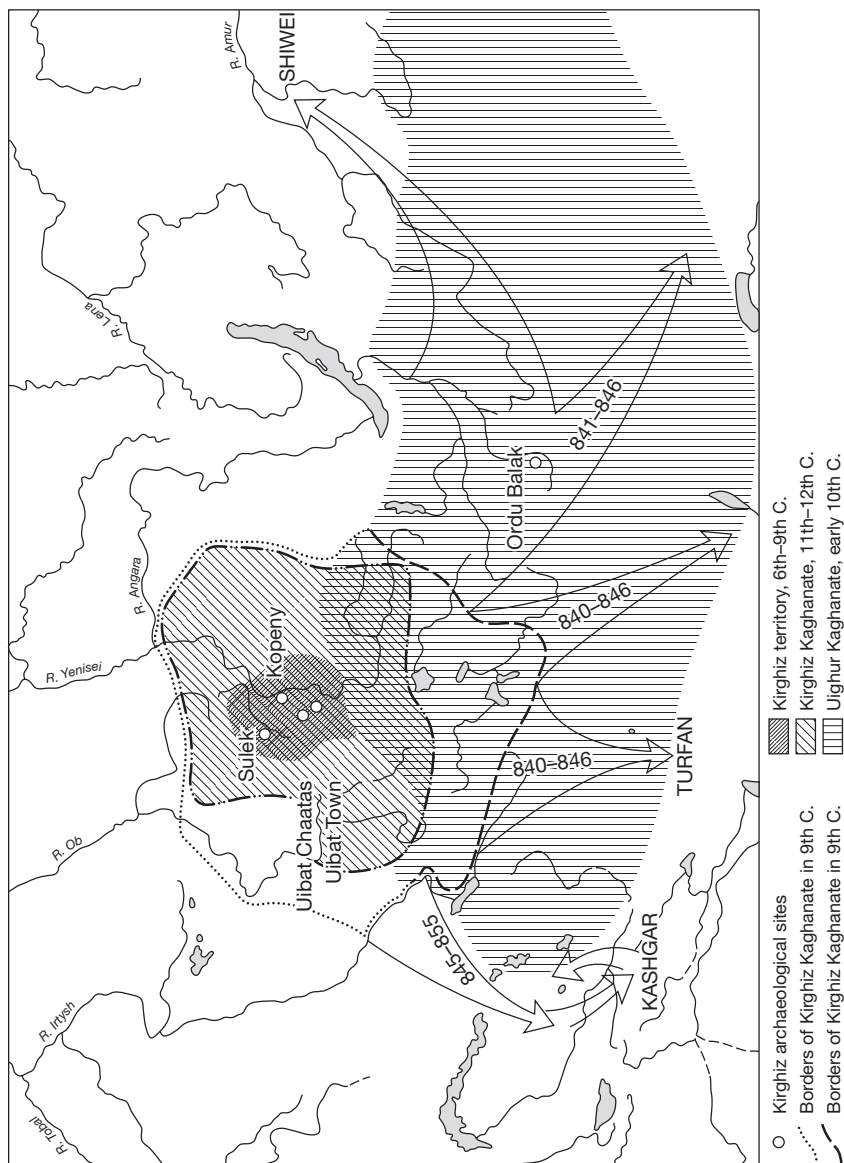 R. Tobal
R. Irtysh
R. Ob
R. Yenisei
R. Angara
R. Lena
R. Amur
SHIWEI
Sulek
Kopeny
Uibat Chaatas
Uibat Town
Ordu Balak
845–855
840–846
840–846
841–846
KASHGAR
TURFAN
Kirghiz archaeological sites
Borders of Kirghiz Kaghanate in 9th C.
Borders of Kirghiz Kaghanate in 9th C.
Kirghiz territory, 6th–9th C.
Kirghiz Kaghanate, 11th–12th C.
Uighur Kaghanate, early 10th C.